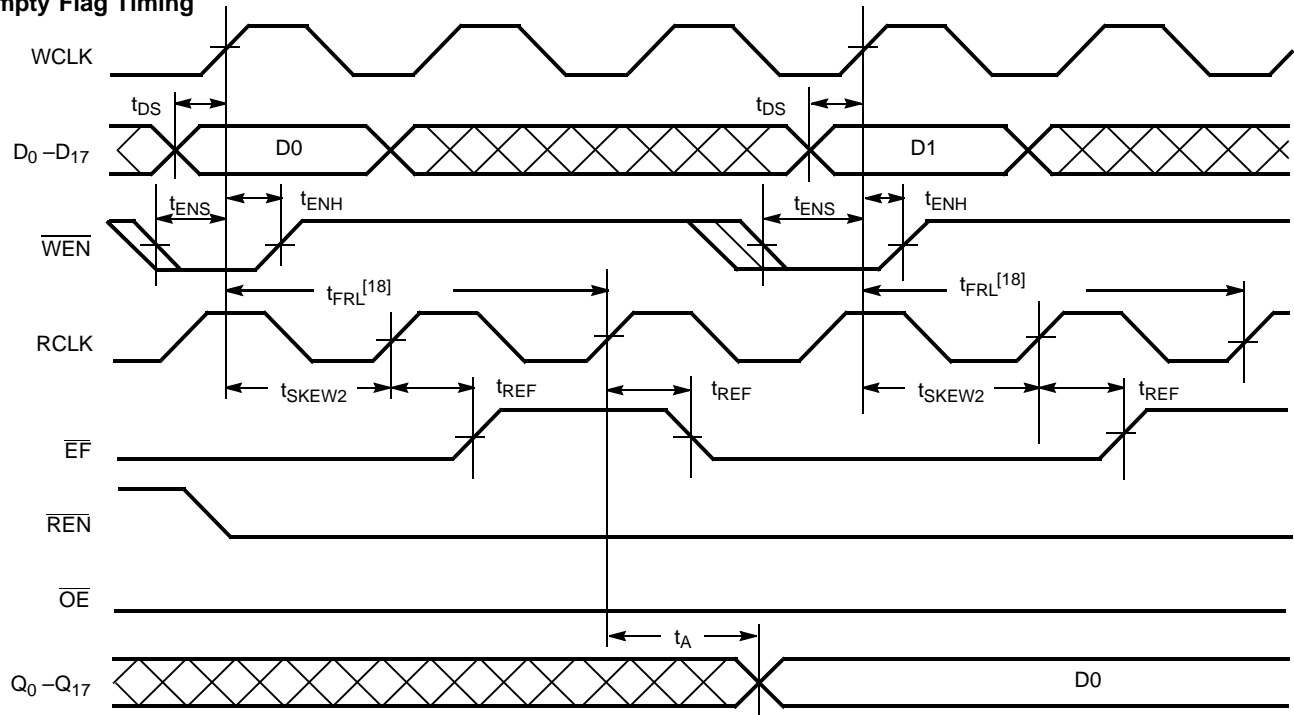 mpty Flag Timing
WCLK
tDS
tDS
D0 –D17
D0
D1
tENS
tENH
tENS
tENH
WEN
tFRL[18]
tFRL[18]
RCLK
tSKEW2
tREF
tREF
tSKEW2
tREF
EF
REN
OE
tA
Q0 –Q17
D0